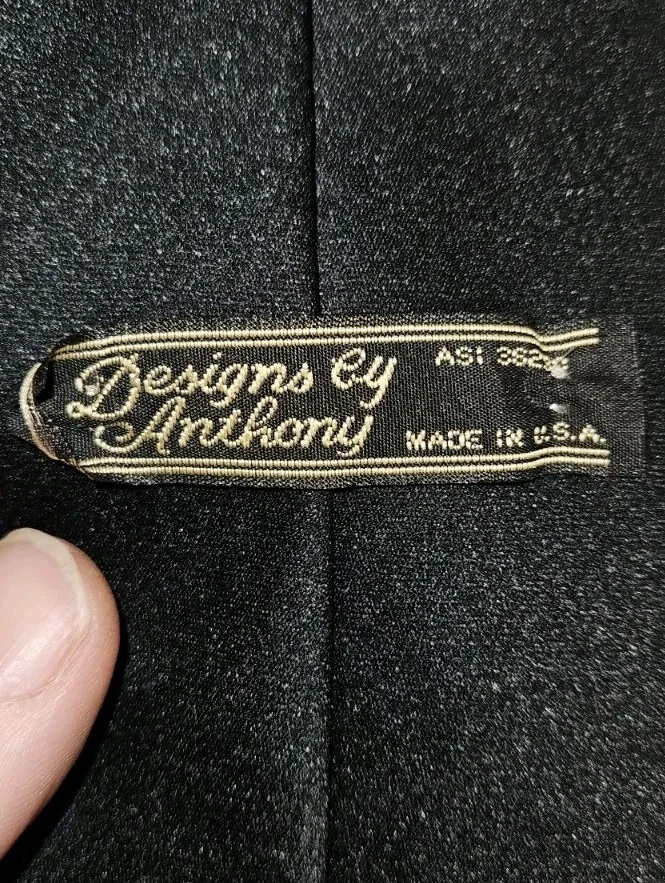 Designs by
Anthony
ASI
MADE IN U.S.A.